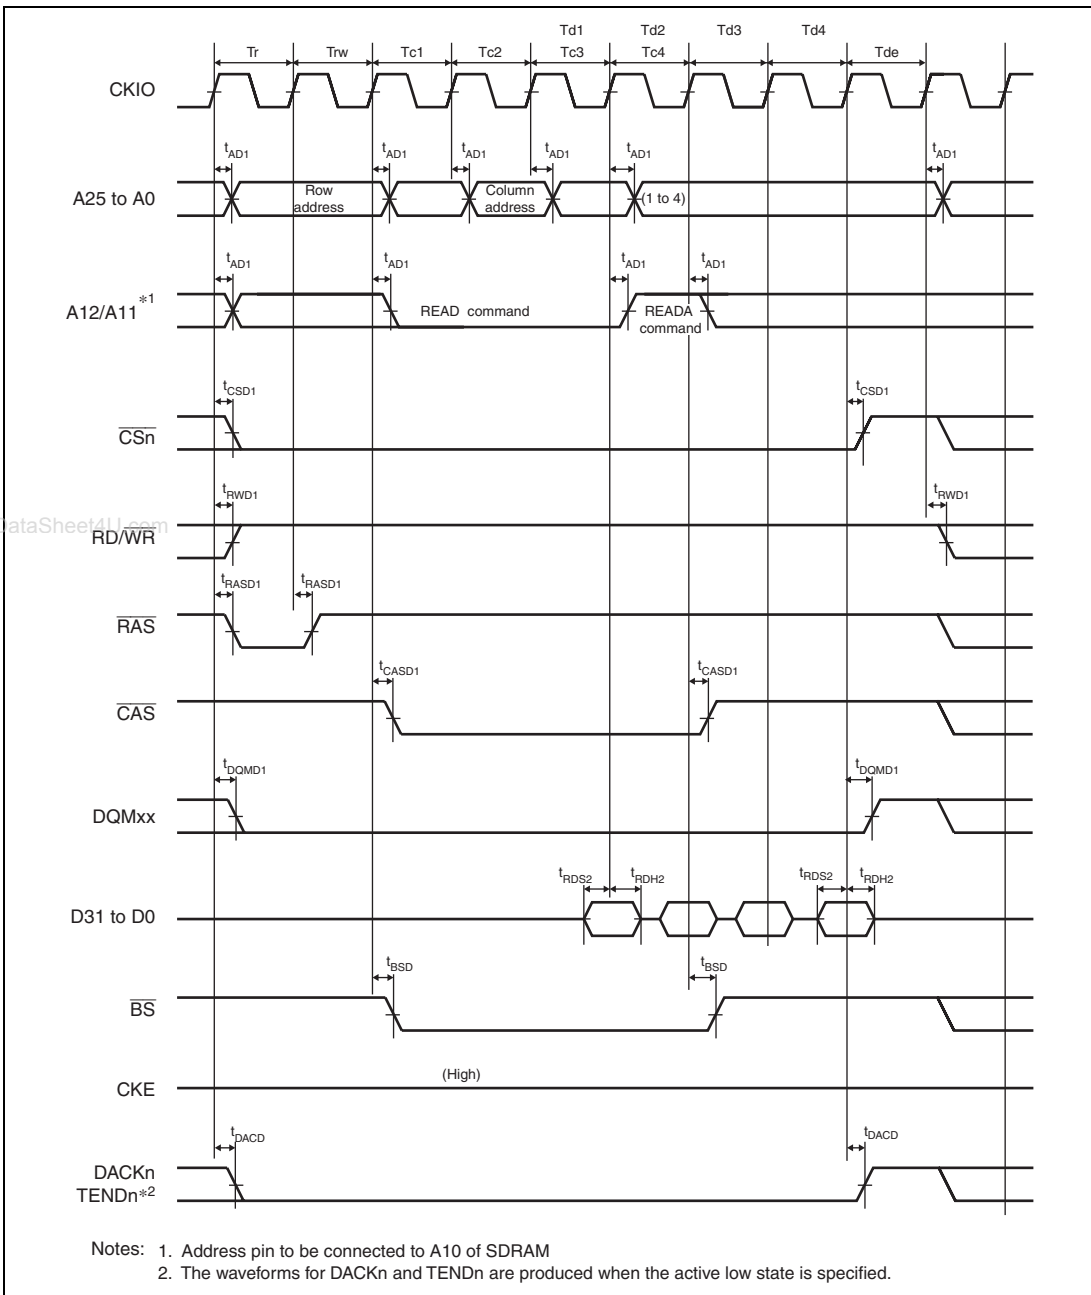 Td1 Td2 Td3 Td4
Tr Trw Tc1 Tc2 Tc3 Tc4 Tde
CKIO
tAD1 tAD1 tAD1 tAD1 tAD1 tAD1
A25 to A0
Row address
Column address
(1 to 4)
tAD1 tAD1 tAD1 tAD1
A12/A11 *1
READ command
READA command
tCSD1 tCSD1
CSn
tRWD1 tRWD1
DataSheet4U.com
RD/WR
tRASD1 tRASD1
RAS
tCASD1 tCASD1
CAS
tDQMD1 tDQMD1
DQMxx
tRDS2 tRDH2 tRDS2 tRDH2
D31 to D0
tBSD tBSD
BS
(High)
CKE
tDACD tDACD
DACKn
TENDn*2
Notes: 1. Address pin to be connected to A10 of SDRAM
2. The waveforms for DACKn and TENDn are produced when the active low state is specified.